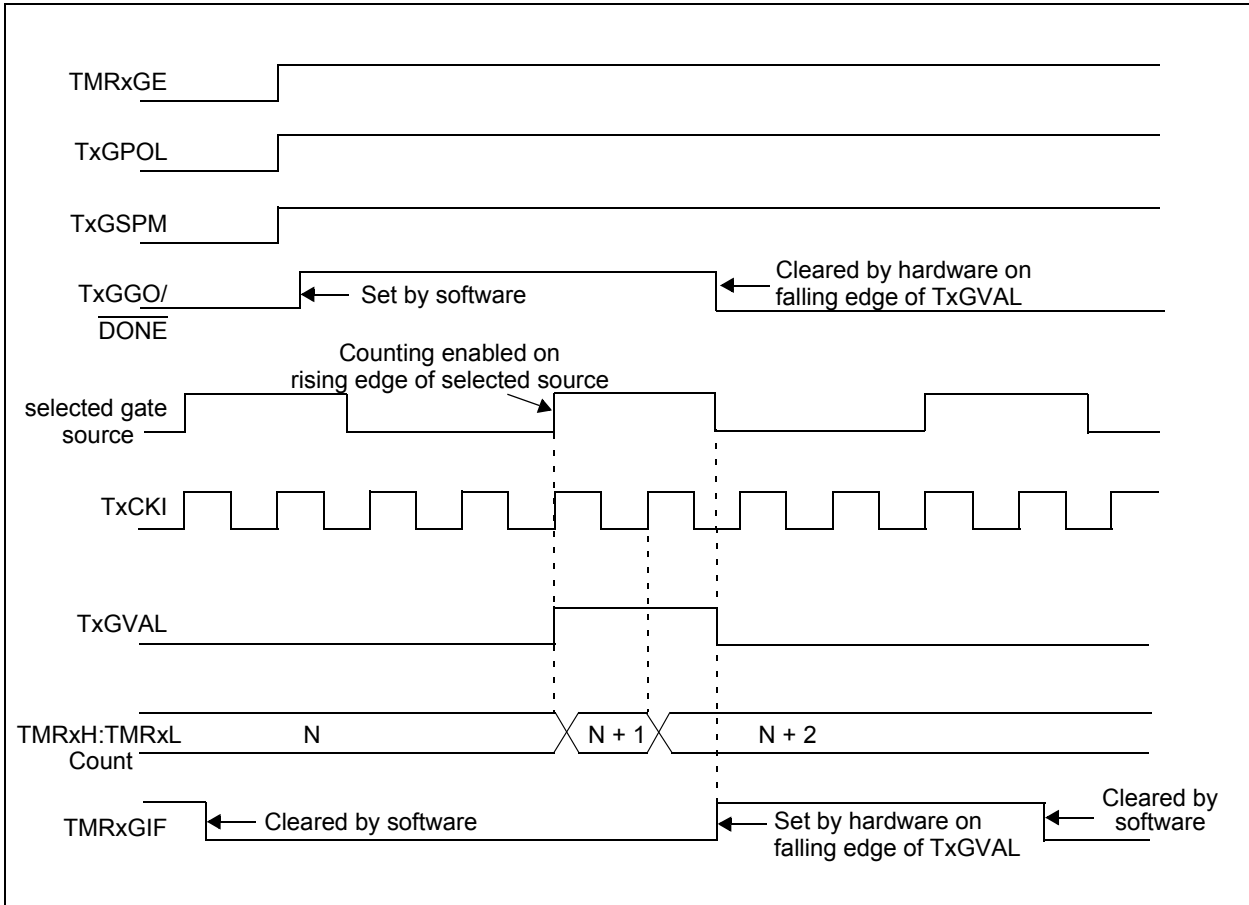 TMRxGE
TxGPOL
TxGSPM
TxGGO/
DONE
Set by software
Cleared by hardware on
falling edge of TxGVAL
Counting enabled on
rising edge of selected source
selected gate
source
TxCKI
TxGVAL
TMRxH:TMRxL
Count
N
N + 1
N + 2
TMRxGIF
Cleared by software
Set by hardware on
falling edge of TxGVAL
Cleared by
software